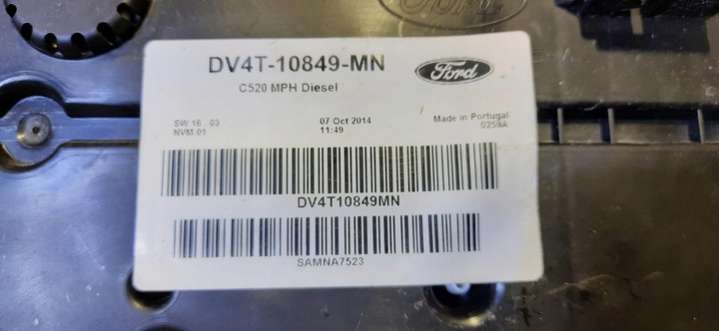 Ford
DV4T-10849-MN
Ford
C520 MPH Diesel
SW 16 . 03
07 Oct 2014
Made in Portugal
NVM 01
11:49
DV4T10849MN
SAMNA7523